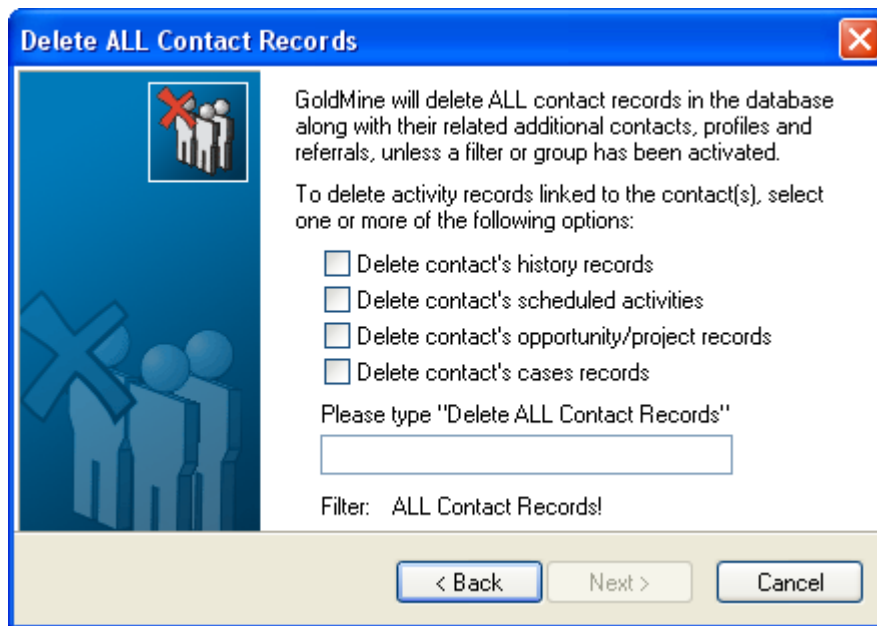 Delete ALL Contact Records
GoldMine will delete ALL contact records in the database
along with their related additional contacts, profiles and
referrals, unless a filter or group has been activated.
To delete activity records linked to the contact(s), select
one or more of the following options:
Delete contact's history records
Delete contact's scheduled activities
Delete contact's opportunity/project records
Delete contact's cases records
Please type "Delete ALL Contact Records"
Filter: ALL Contact Records!
< Back Next > Cancel